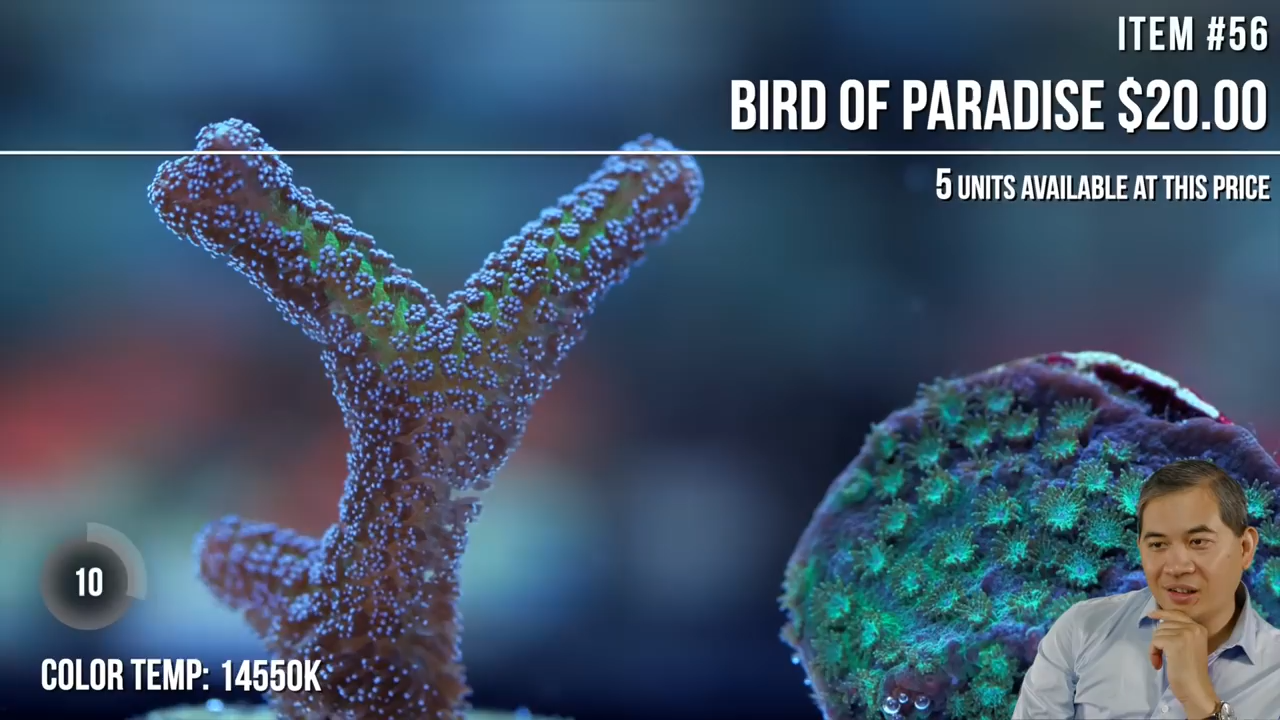 ITEM #56
BIRD OF PARADISE $20.00
5 UNITS AVAILABLE AT THIS PRICE
10
COLOR TEMP: 14550K